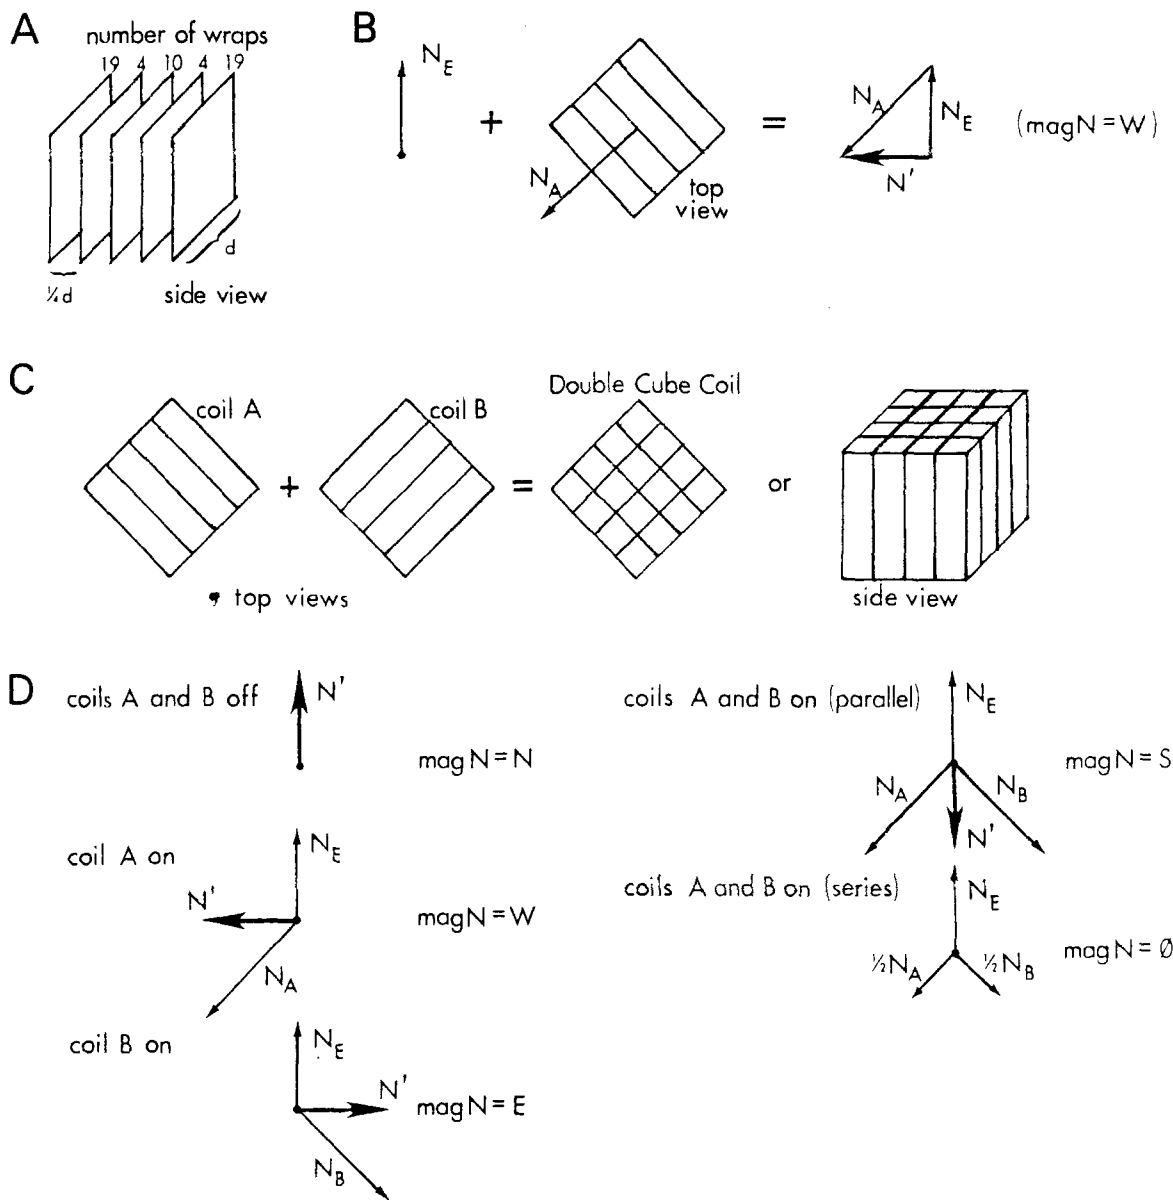 A
number of wraps
19 4 10 4 19
d
¼ d
side view
B
N_E
+
N_A
top
view
=
N_A
N_E
N'
(mag N = W)
C
coil A
+
coil B
=
Double Cube Coil
or
top views
side view
D
coils A and B off
N'
mag N = N
coil A on
N_E
N'
N_A
mag N = W
coil B on
N_E
N'
N_B
mag N = E
coils A and B on (parallel)
N_E
N_A
N_B
N'
mag N = S
coils A and B on (series)
N_E
½N_A
½N_B
mag N = Ø